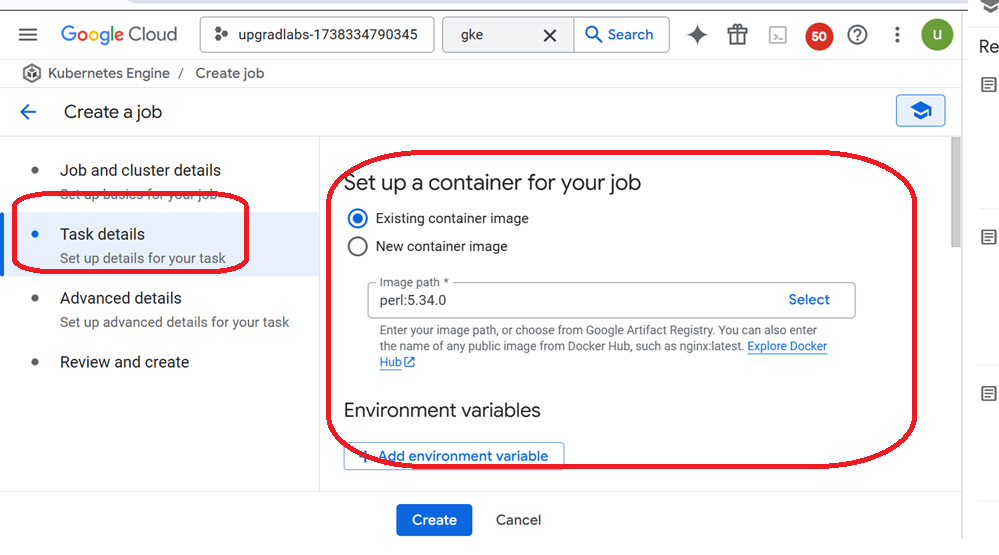 Google Cloud
upgradlabs-1738334790345
gke
Search
50
u
Re
Kubernetes Engine / Create job
Create a job
Job and cluster details
Set up basics for your job
Task details
Set up details for your task
Advanced details
Set up advanced details for your task
Review and create
Set up a container for your job
Existing container image
New container image
Image path *
perl:5.34.0
Select
Enter your image path, or choose from Google Artifact Registry. You can also enter
the name of any public image from Docker Hub, such as nginx:latest. Explore Docker
Hub
Environment variables
+ Add environment variable
Create
Cancel